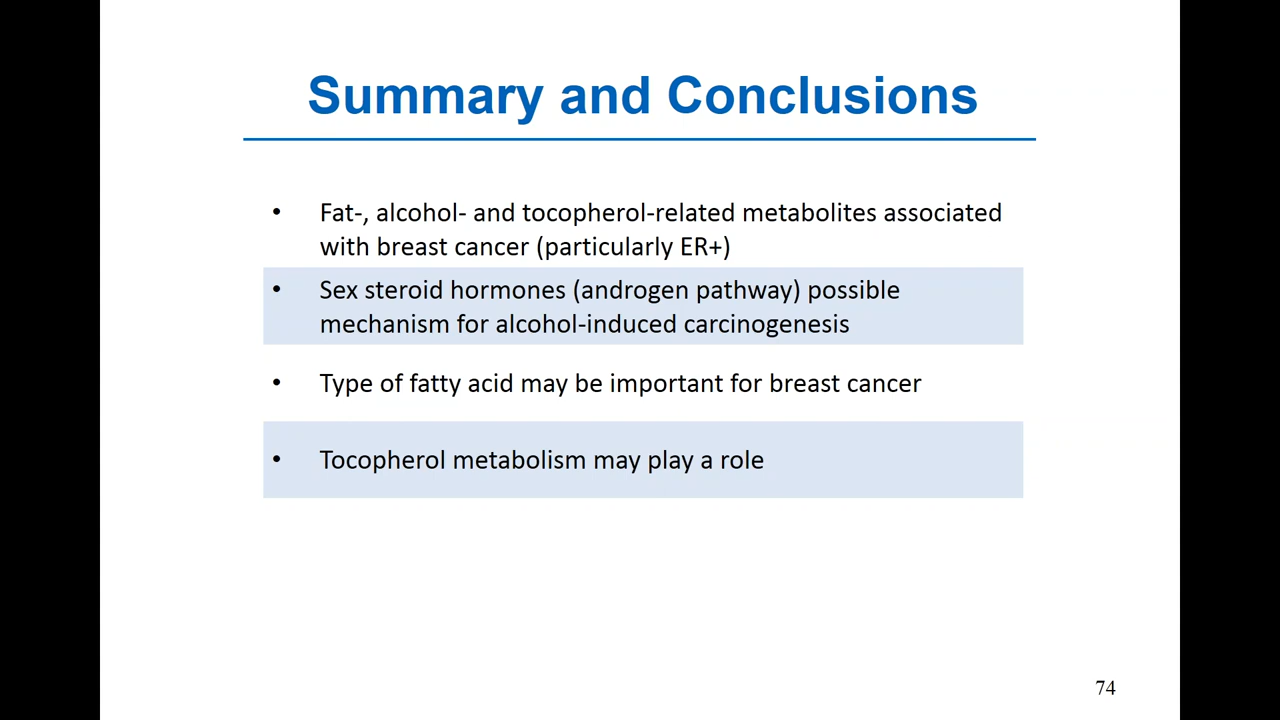 Summary and Conclusions
• Fat-, alcohol- and tocopherol-related metabolites associated
with breast cancer (particularly ER+)
• Sex steroid hormones (androgen pathway) possible
mechanism for alcohol-induced carcinogenesis
• Type of fatty acid may be important for breast cancer
• Tocopherol metabolism may play a role
74